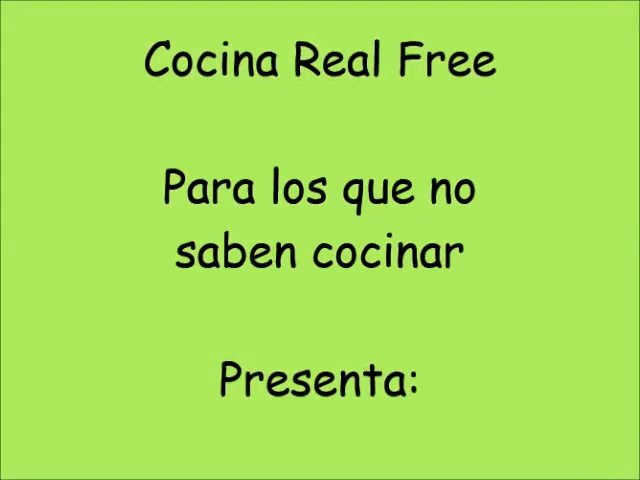 Cocina Real Free
Para los que no
saben cocinar
Presenta: